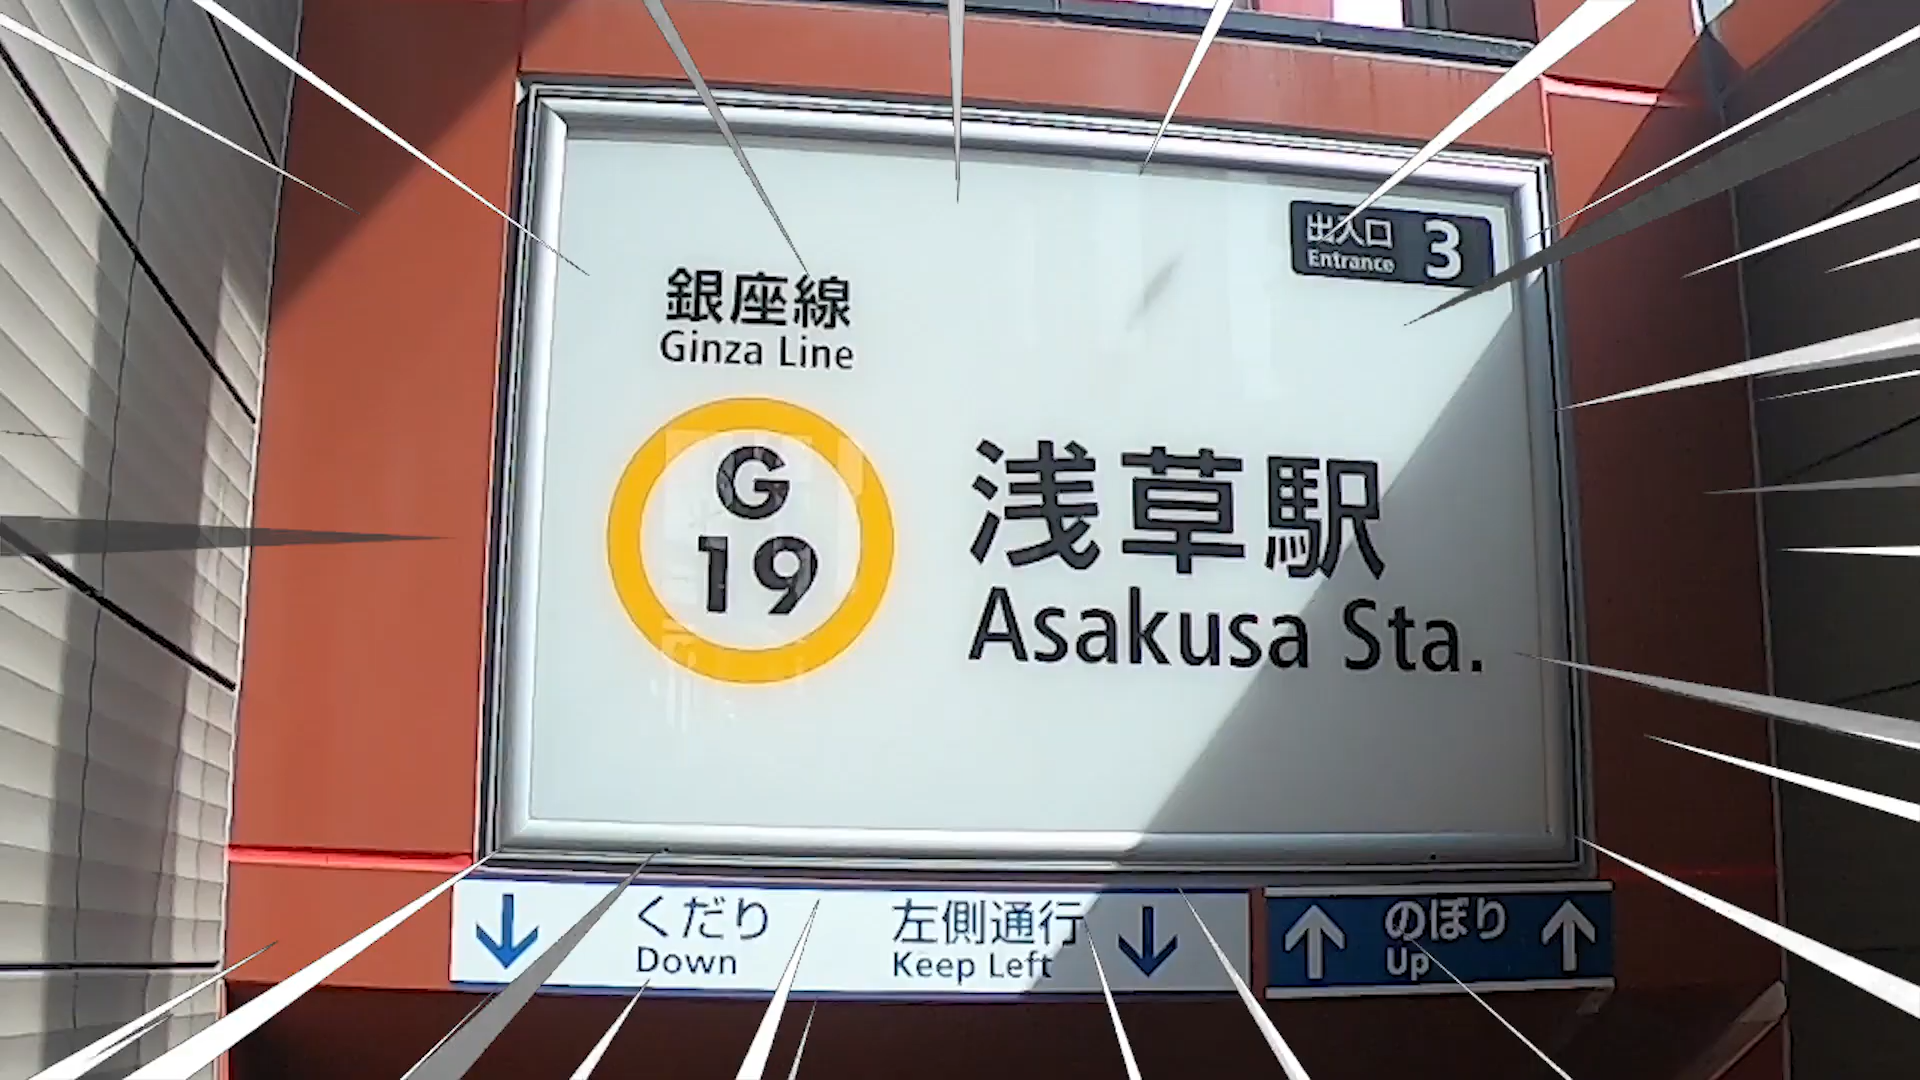 出入口
Entrance
3
銀座線
Ginza Line
G
19
浅草駅
Asakusa Sta.
くだり
Down
左側通行
Keep Left
のぼり
Up